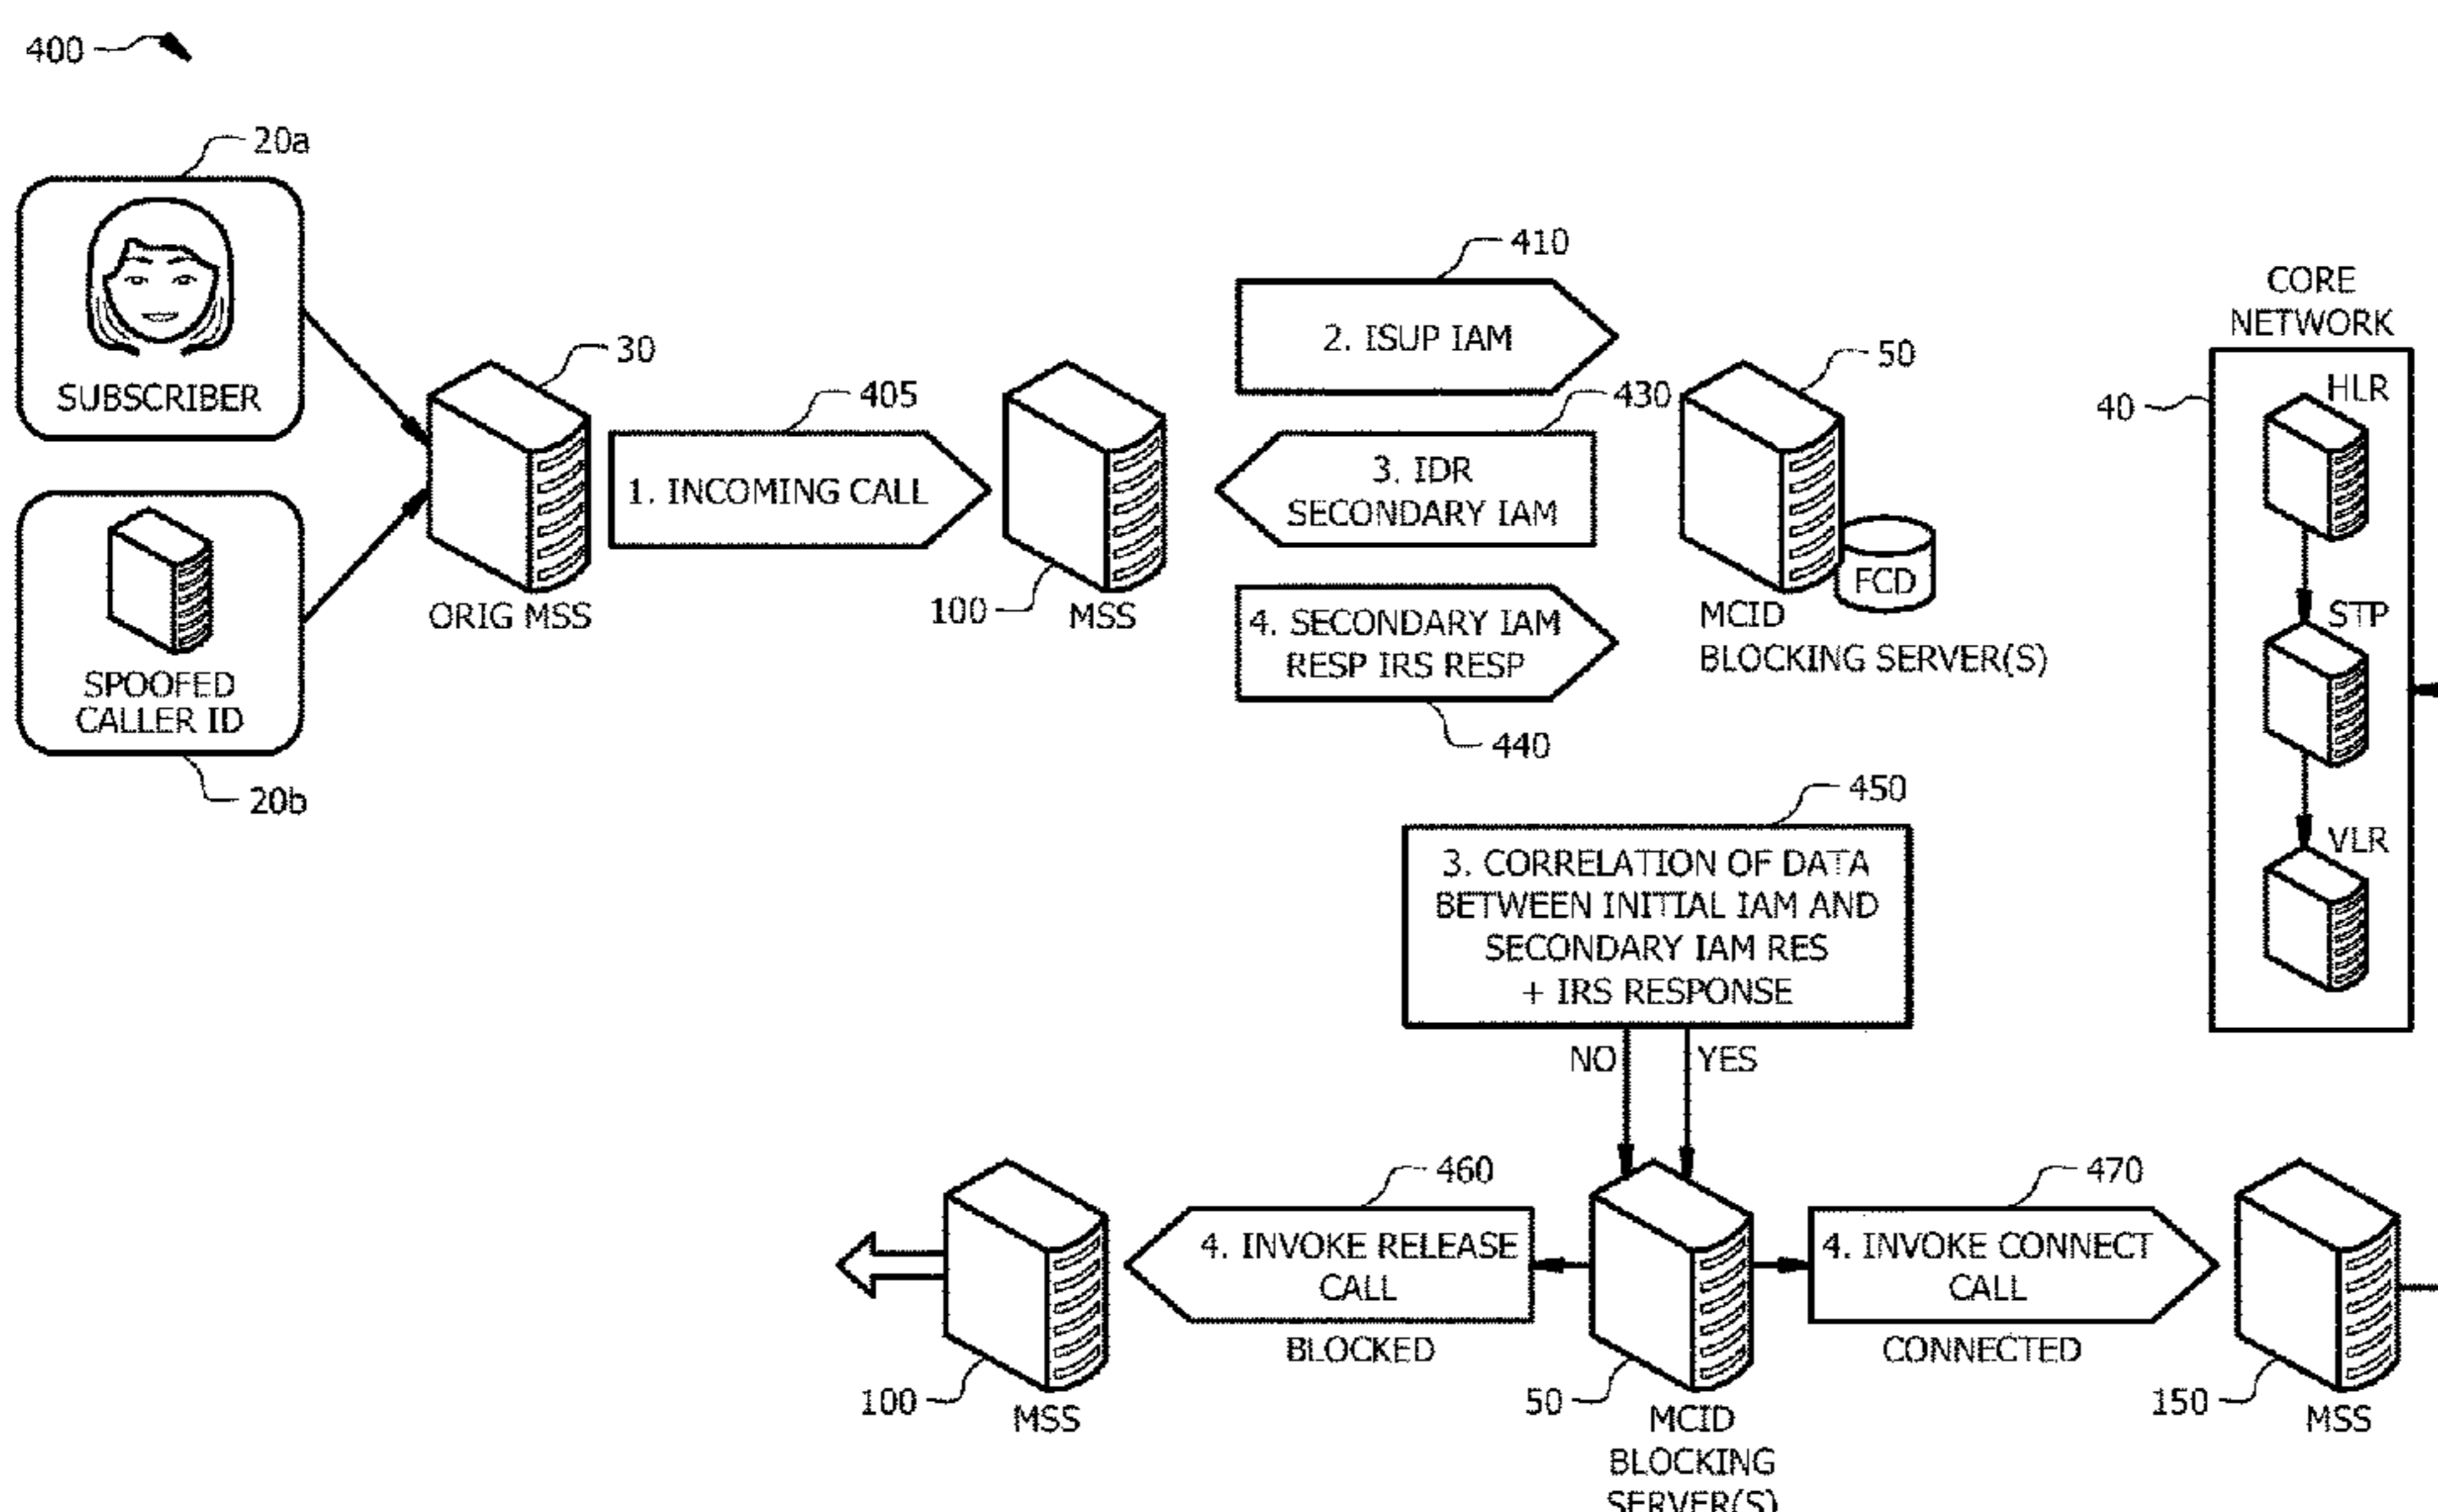 400
20a
SUBSCRIBER
SPOOFED
CALLER ID
20b
30
ORIG MSS
405
1. INCOMING CALL
100
MSS
410
2. ISUP IAM
430
3. IDR
SECONDARY IAM
4. SECONDARY IAM
RESP IRS RESP
440
50
FCD
MCID
BLOCKING SERVER(S)
CORE
NETWORK
40
HLR
STP
VLR
450
3. CORRELATION OF DATA
BETWEEN INITIAL IAM AND
SECONDARY IAM RES
+ IRS RESPONSE
NO
YES
460
4. INVOKE RELEASE
CALL
BLOCKED
100
MSS
50
MCID
BLOCKING
SERVER(S)
470
4. INVOKE CONNECT
CALL
CONNECTED
150
MSS